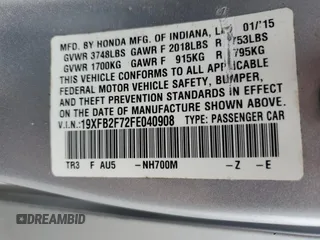 MFD. BY HONDA MFG. OF INDIANA, L 01/'15
GVWR 3748LBS GAWR F 2018LBS R 753LBS
GVWR 1700KG GAWR F 915KG R 795KG
THIS VEHICLE CONFORMS TO ALL APPLICABLE
FEDERAL MOTOR VEHICLE SAFETY, BUMPER,
AND THEFT PREVENTION STANDARDS IN EFFECT
ON THE DATE OF MANUFACTURE SHOWN ABOVE.
V.I.N.: 19XFB2F72FE040908 TYPE: PASSENGER CAR
TR3 F AU5 -NH700M -Z -E
DREAMBID